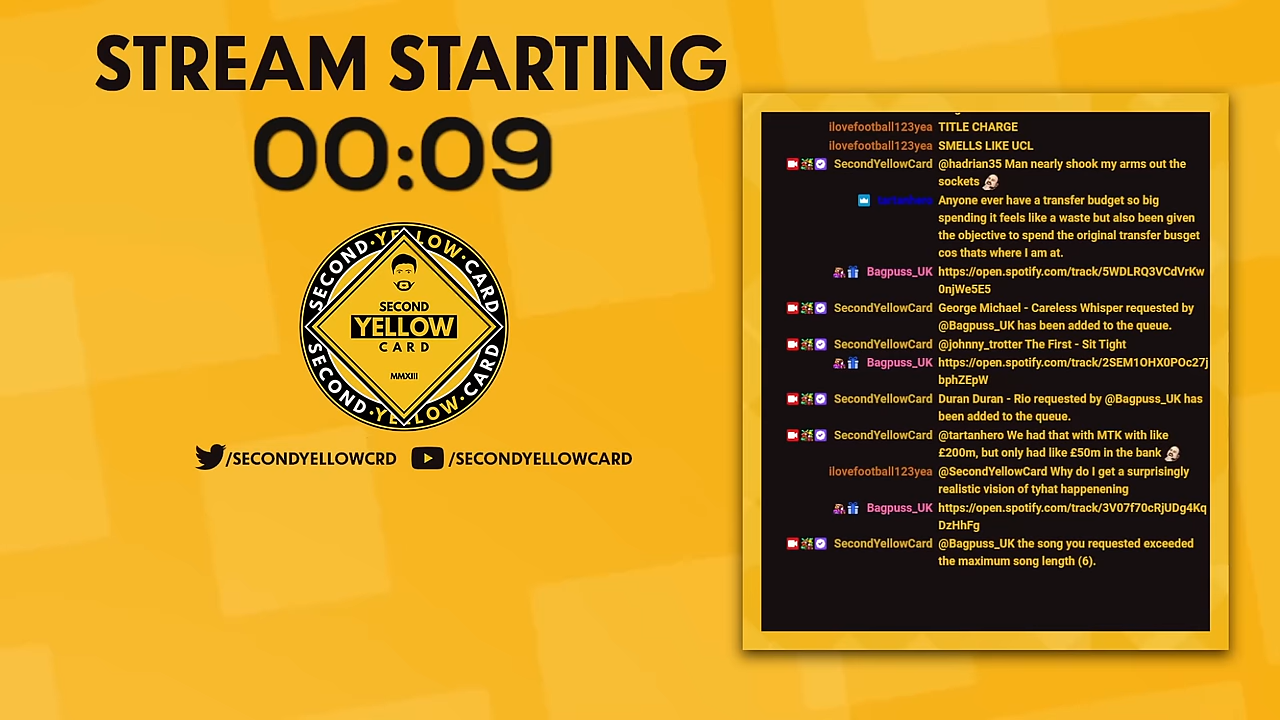 STREAM STARTING
00:09
SECOND·YELLOW·CARD
SECOND
YELLOW
CARD
MMXIII
SECOND·YELLOW·CARD
/SECONDYELLOWCRD
/SECONDYELLOWCARD
ilovefootball123yea TITLE CHARGE
ilovefootball123yea SMELLS LIKE UCL
SecondYellowCard @hadrian35 Man nearly shook my arms out the
sockets
tartanhero Anyone ever have a transfer budget so big
spending it feels like a waste but also been given
the objective to spend the original transfer busget
cos thats where I am at.
Bagpuss_UK https://open.spotify.com/track/5WDLRQ3VCdVrKw
0njWe5E5
SecondYellowCard George Michael - Careless Whisper requested by
@Bagpuss_UK has been added to the queue.
SecondYellowCard @johnny_trotter The First - Sit Tight
Bagpuss_UK https://open.spotify.com/track/2SEM1OHX0POc27j
bphZEpW
SecondYellowCard Duran Duran - Rio requested by @Bagpuss_UK has
been added to the queue.
SecondYellowCard @tartanhero We had that with MTK with like
£200m, but only had like £50m in the bank
ilovefootball123yea @SecondYellowCard Why do I get a surprisingly
realistic vision of tyhat happenening
Bagpuss_UK https://open.spotify.com/track/3V07f70cRjUDg4Kq
DzHhFg
SecondYellowCard @Bagpuss_UK the song you requested exceeded
the maximum song length (6).